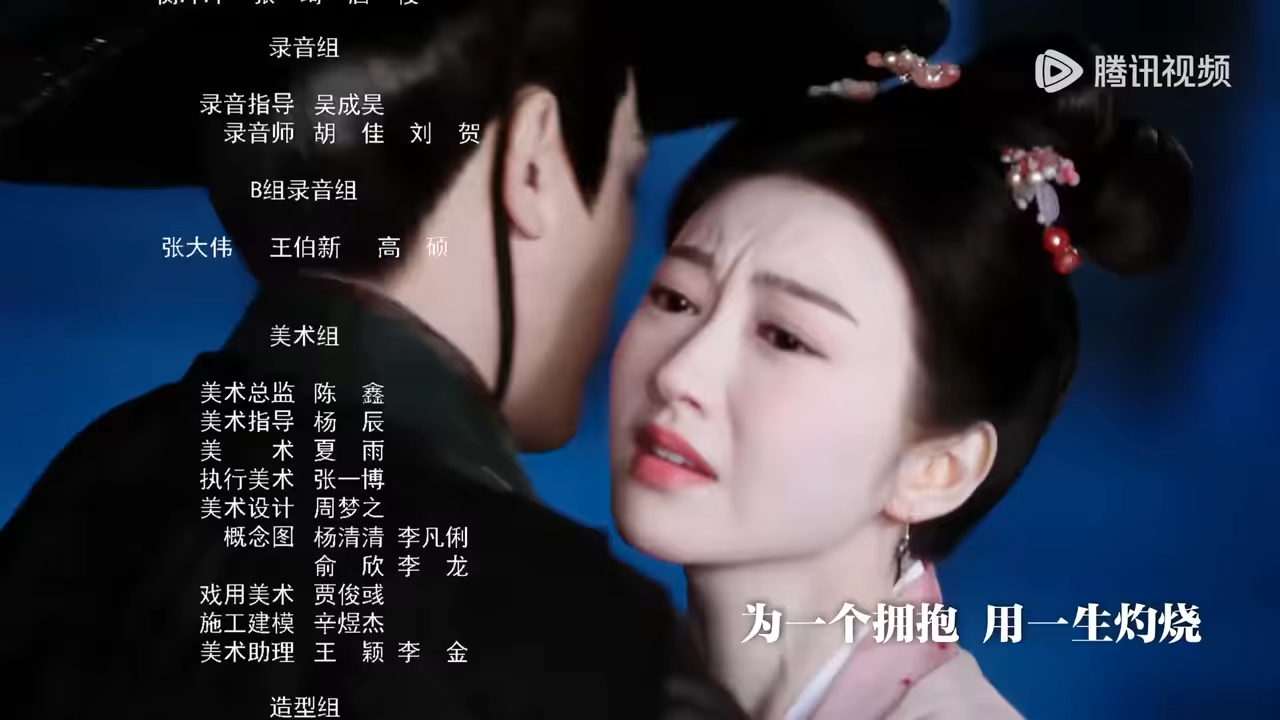 录音组
腾讯视频
录音指导 吴成昊
录音师 胡 佳 刘 贺
B组录音组
张大伟 王伯新 高 硕
美术组
美术总监 陈 鑫
美术指导 杨 辰
美 术 夏 雨
执行美术 张一博
美术设计 周梦之
概念图 杨清清 李凡俐
俞 欣 李 龙
戏用美术 贾俊彧
施工建模 辛煜杰
美术助理 王 颖 李 金
为一个拥抱 用一生灼烧
造型组